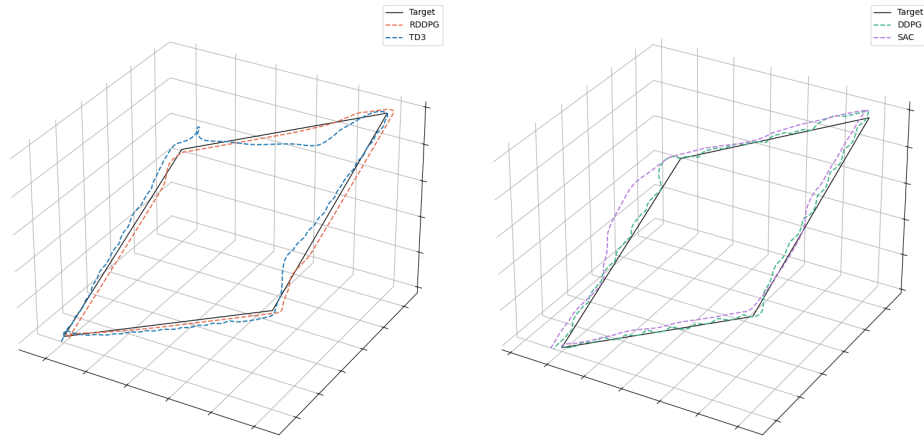 Target
RDDPG
TD3
Target
DDPG
SAC